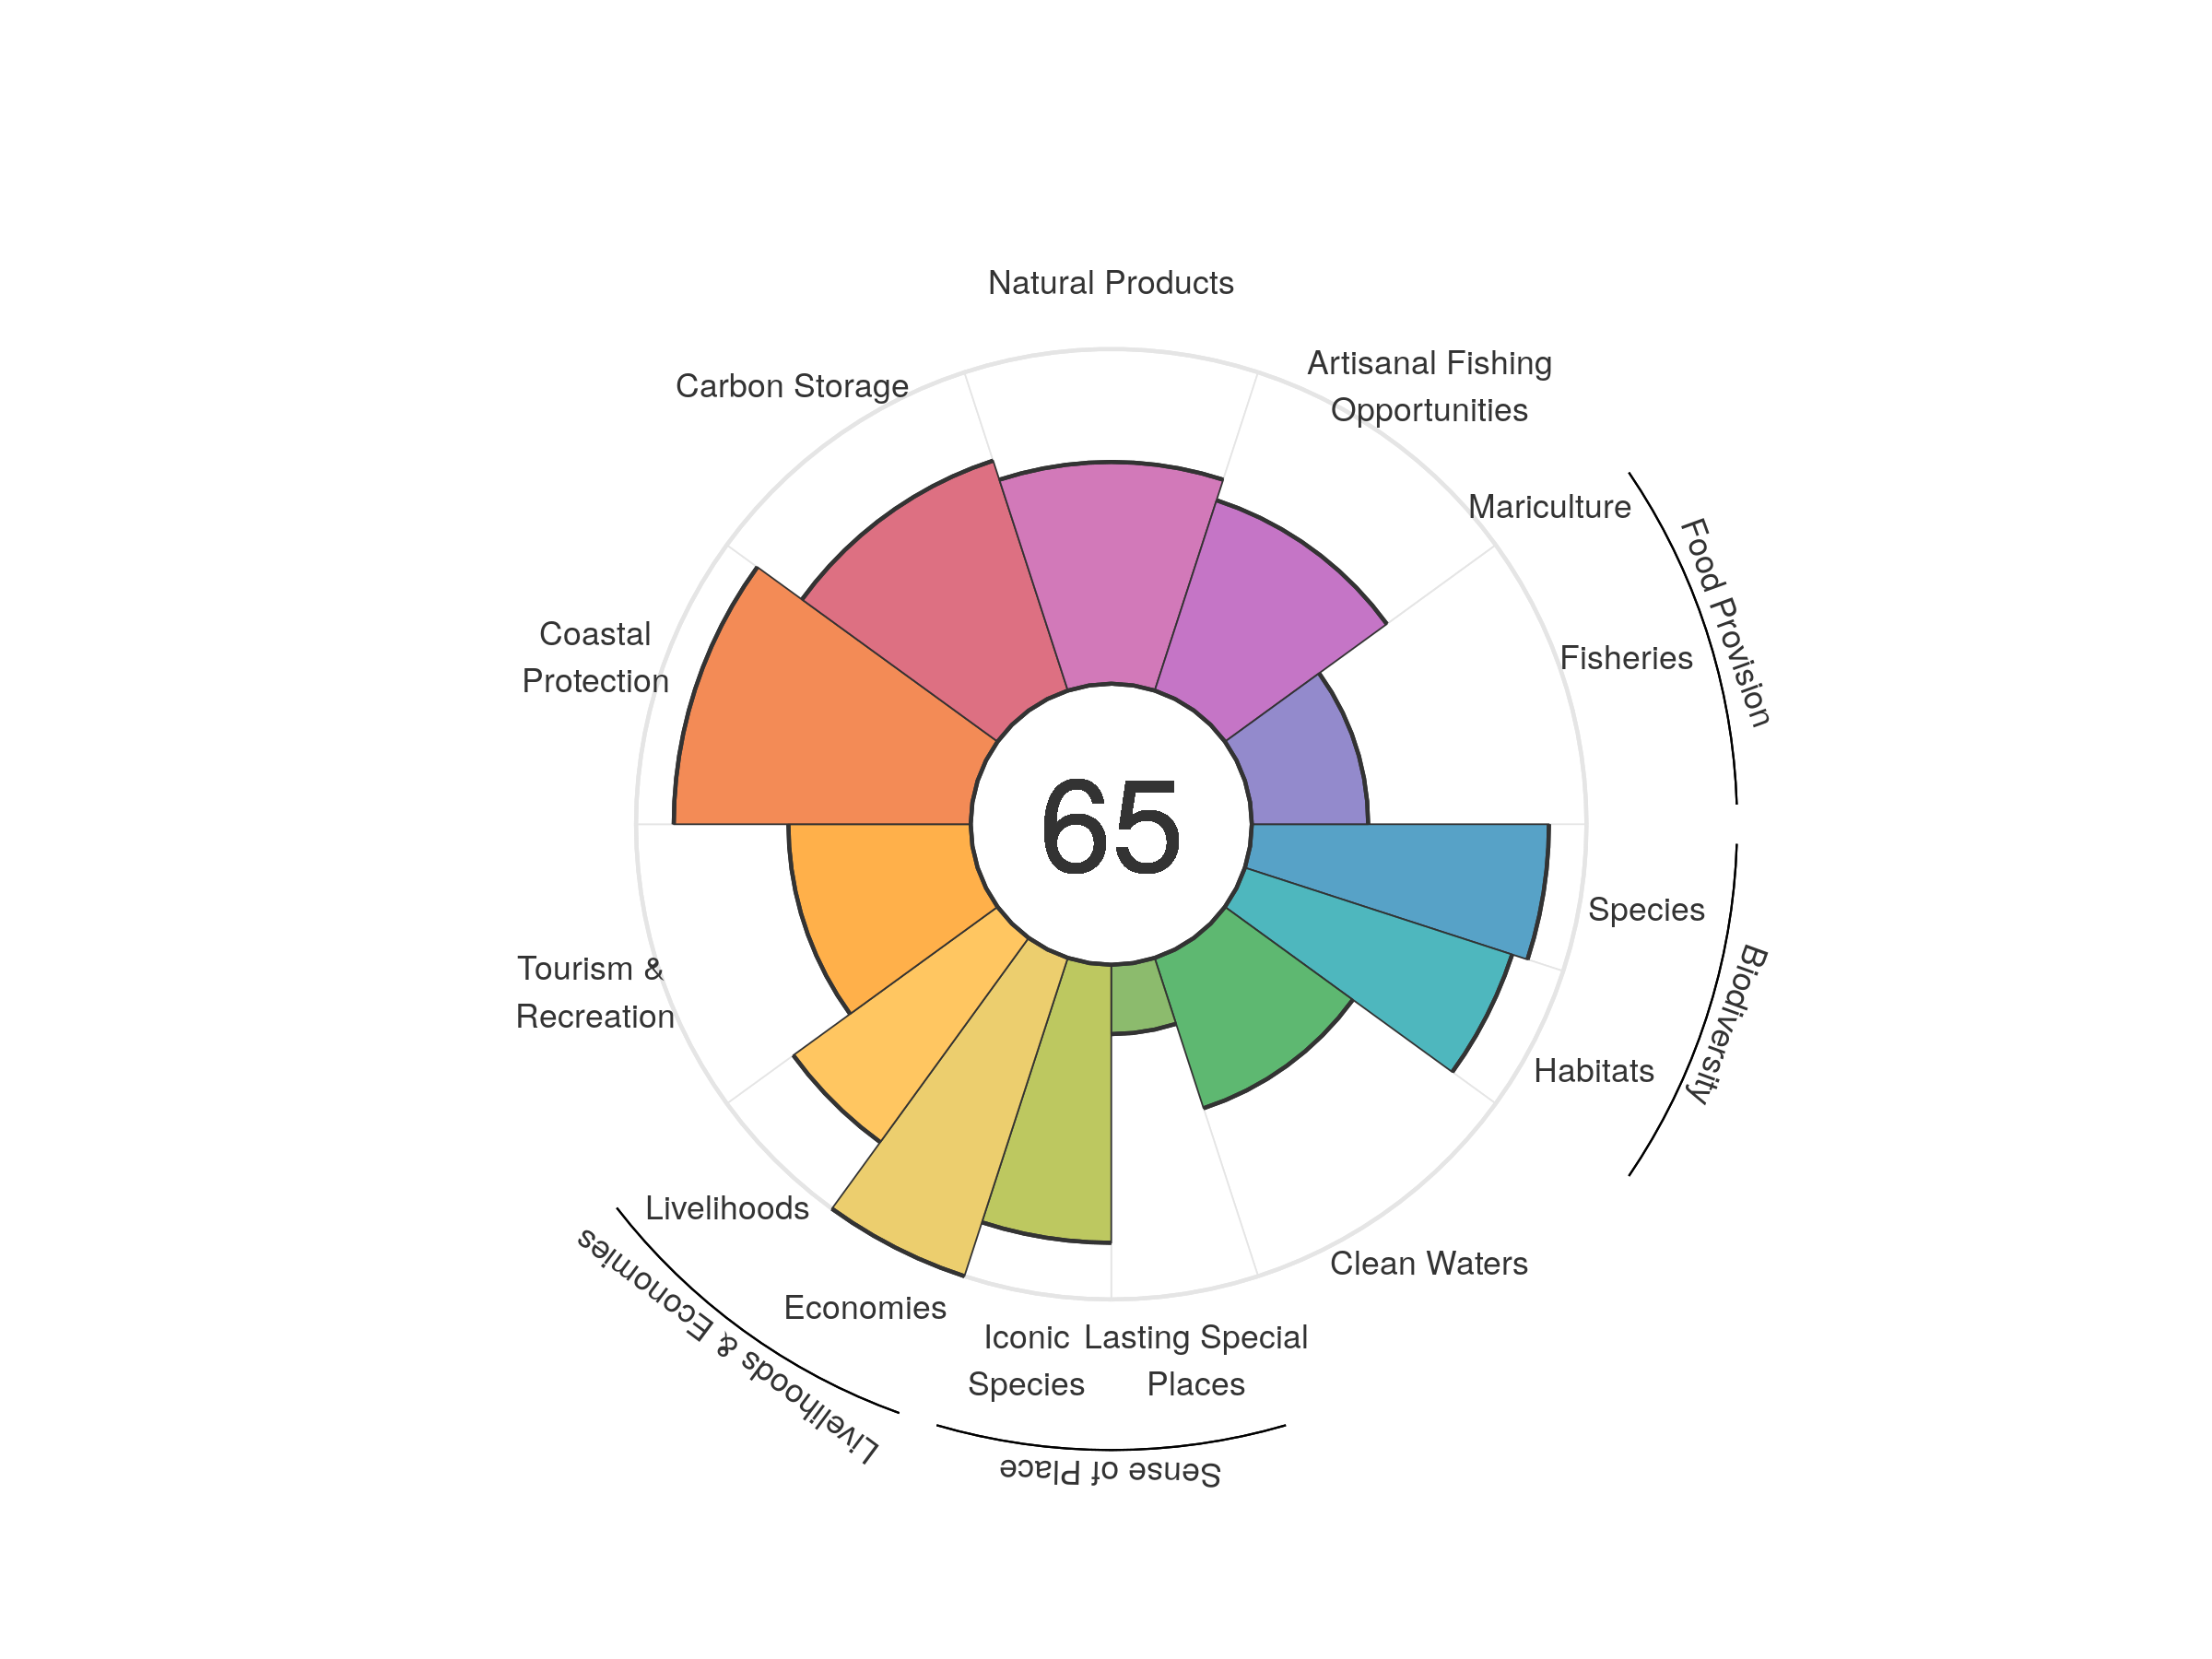 Natural Products
Artisanal Fishing
Opportunities
Carbon Storage
Mariculture
Food Provision
Coastal
Protection
Fisheries
65
Species
Biodiversity
Tourism &
Recreation
Habitats
Livelihoods
Clean Waters
Economies
Livelihoods & Economies
Iconic
Species
Lasting Special
Places
Sense of Place